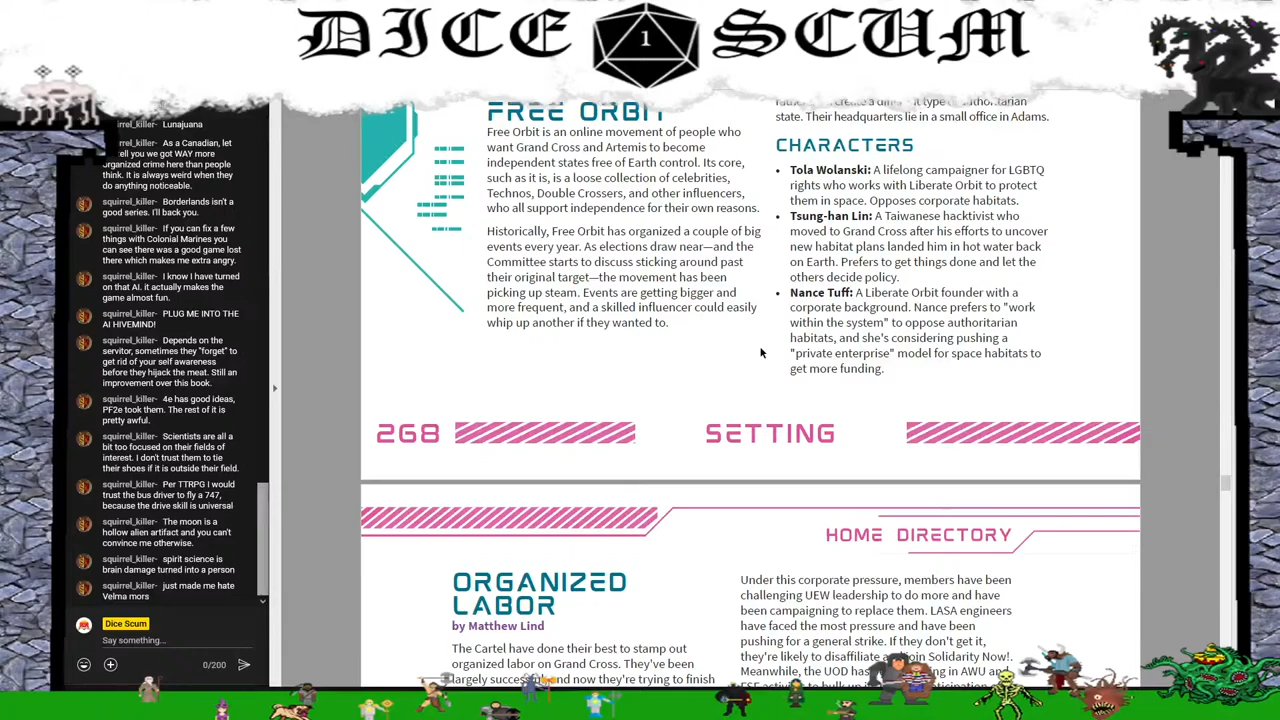 DICE 1 SCUM
Lunajuana
As a Canadian, let
tell you we got WAY more
organized crime here than people
think. It is always weird when they
do anything noticeable.
squirrel_killer- Borderlands isn't a
good series. I'll back you.
squirrel_killer- If you can fix a few
things with Colonial Marines you
can see there was a good game lost
there which makes me extra angry.
squirrel_killer- I know I have turned
on that AI. it actually makes the
game almost fun.
squirrel_killer- PLUG ME INTO THE
AI HIVEMIND!
squirrel_killer- Depends on the
servitor, sometimes they "forget" to
get rid of your self awareness
before they hijack the meat. Still an
improvement over this book.
squirrel_killer- 4e has good ideas,
PF2e took them. The rest of it is
pretty awful.
squirrel_killer- Scientists are all a
bit too focused on their fields of
interest. I don't trust them to tie
their shoes if it is outside their field.
squirrel_killer- Per TTRPG I would
trust the bus driver to fly a 747,
because the drive skill is universal
squirrel_killer- The moon is a
hollow alien artifact and you can't
convince me otherwise.
squirrel_killer- spirit science is
brain damage turned into a person
squirrel_killer- just made me hate
Velma mors
Dice Scum
Say something...
0/200
FREE ORBIT
Free Orbit is an online movement of people who
want Grand Cross and Artemis to become
independent states free of Earth control. Its core,
such as it is, is a loose collection of celebrities,
Technos, Double Crossers, and other influencers,
who all support independence for their own reasons.
Historically, Free Orbit has organized a couple of big
events every year. As elections draw near—and the
Committee starts to discuss sticking around past
their original target—the movement has been
picking up steam. Events are getting bigger and
more frequent, and a skilled influencer could easily
whip up another if they wanted to.
state. Their headquarters lie in a small office in Adams.
CHARACTERS
• Tola Wolanski: A lifelong campaigner for LGBTQ
rights who works with Liberate Orbit to protect
them in space. Opposes corporate habitats.
• Tsung-han Lin: A Taiwanese hacktivist who
moved to Grand Cross after his efforts to uncover
new habitat plans landed him in hot water back
on Earth. Prefers to get things done and let the
others decide policy.
• Nance Tuff: A Liberate Orbit founder with a
corporate background. Nance prefers to "work
within the system" to oppose authoritarian
habitats, and she's considering pushing a
"private enterprise" model for space habitats to
get more funding.
268
SETTING
HOME DIRECTORY
ORGANIZED
LABOR
by Matthew Lind
The Cartel have done their best to stamp out
organized labor on Grand Cross. They've been
largely and now they're trying to finish
Under this corporate pressure, members have been
challenging UEW leadership to do more and have
been campaigning to replace them. LASA engineers
have faced the most pressure and have been
pushing for a general strike. If they don't get it,
they're likely to disaffiliate join Solidarity Now!.
Meanwhile, the UOD in AWU